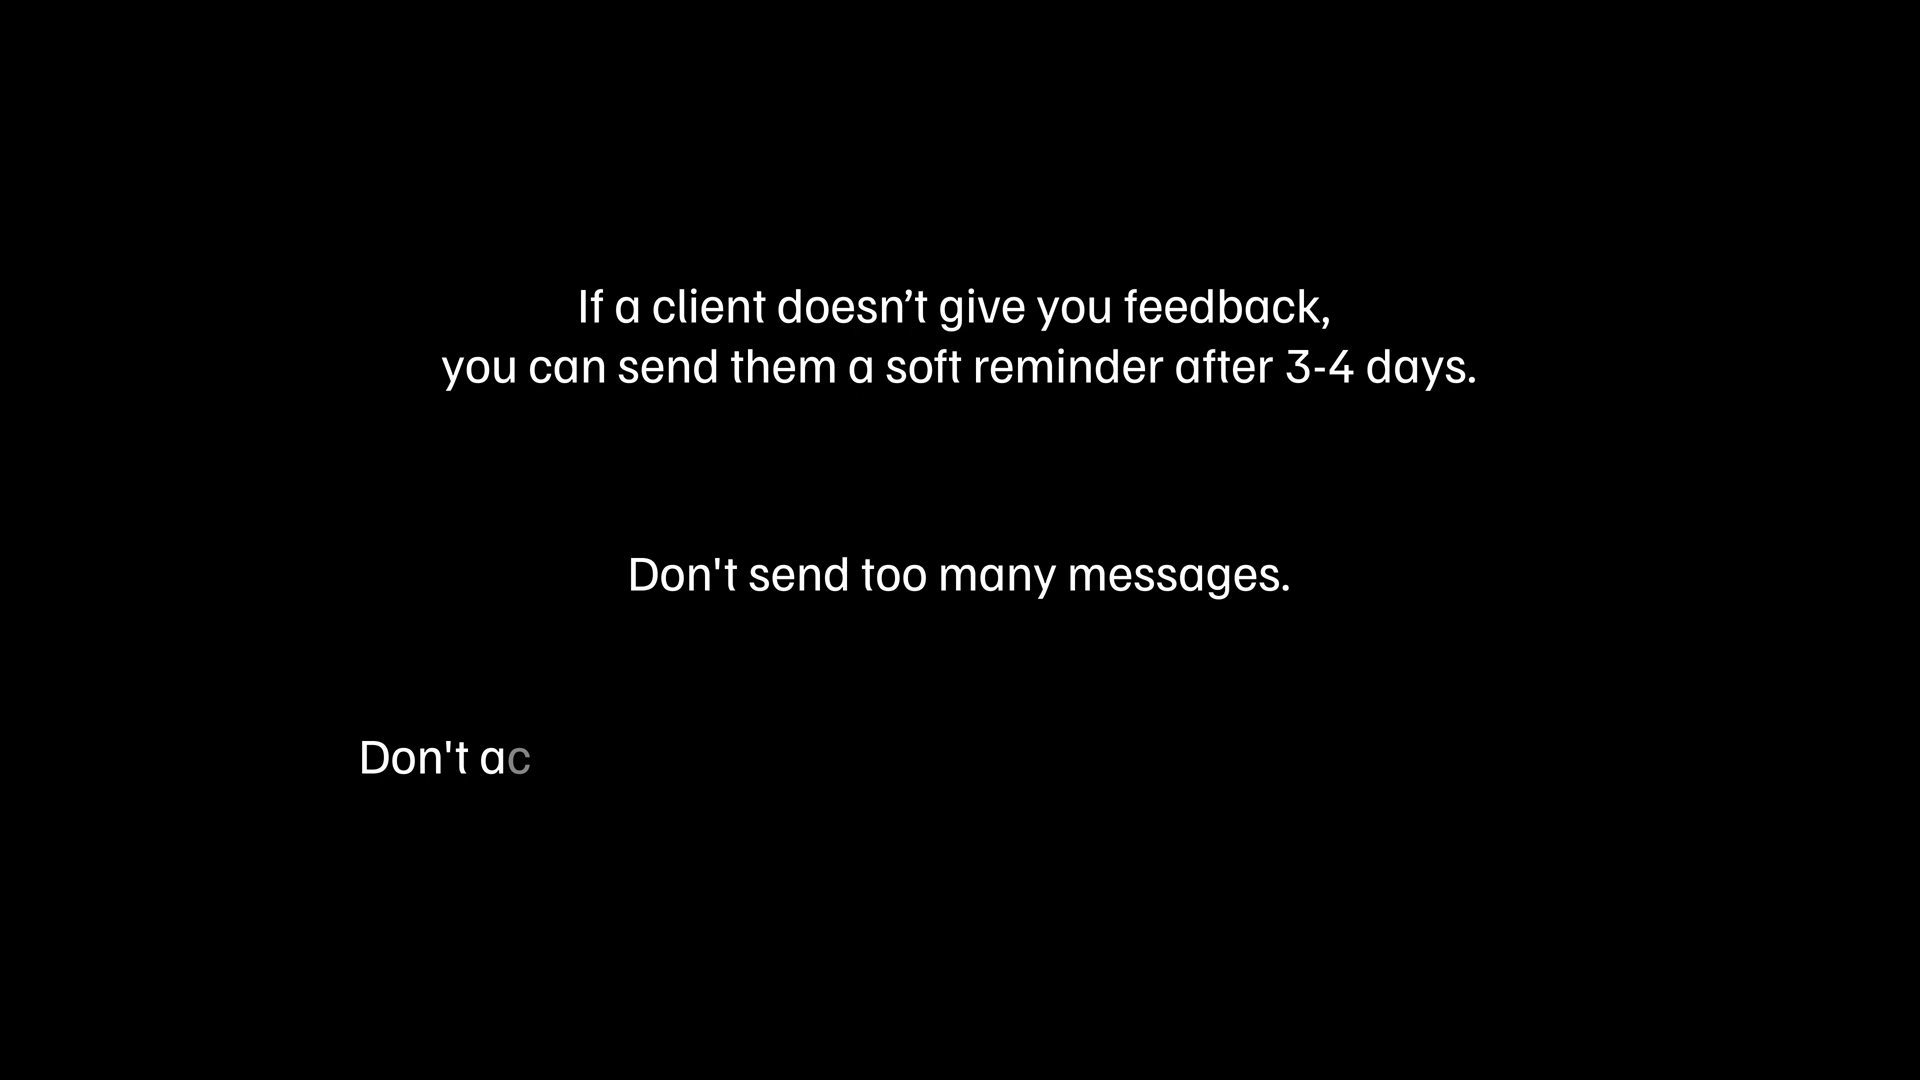 If a client doesn’t give you feedback,
you can send them a soft reminder after 3-4 days.
Don't send too many messages.
Don't ac